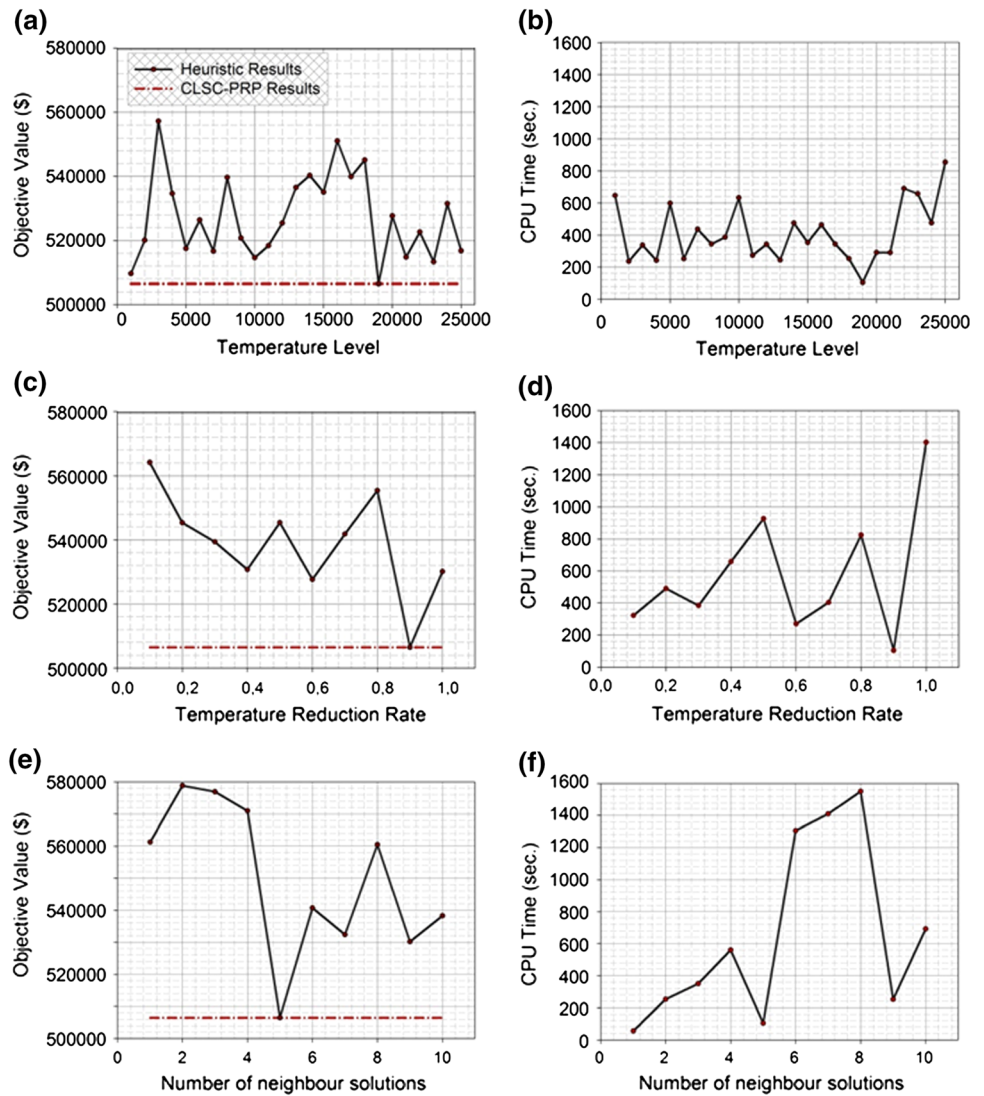 (a)
580000
560000
540000
520000
500000
Objective Value ($)
Heuristic Results
CLSC-PRP Results
0 5000 10000 15000 20000 25000
Temperature Level
(b)
1600
1400
1200
1000
800
600
400
200
0
CPU Time (sec.)
0 5000 10000 15000 20000 25000
Temperature Level
(c)
580000
560000
540000
520000
500000
Objective Value ($)
0,0 0,2 0,4 0,6 0,8 1,0
Temperature Reduction Rate
(d)
1600
1400
1200
1000
800
600
400
200
0
CPU Time (sec.)
0,0 0,2 0,4 0,6 0,8 1,0
Temperature Reduction Rate
(e)
580000
560000
540000
520000
500000
Objective Value ($)
0 2 4 6 8 10
Number of neighbour solutions
(f)
1600
1400
1200
1000
800
600
400
200
0
CPU Time (sec.)
0 2 4 6 8 10
Number of neighbour solutions